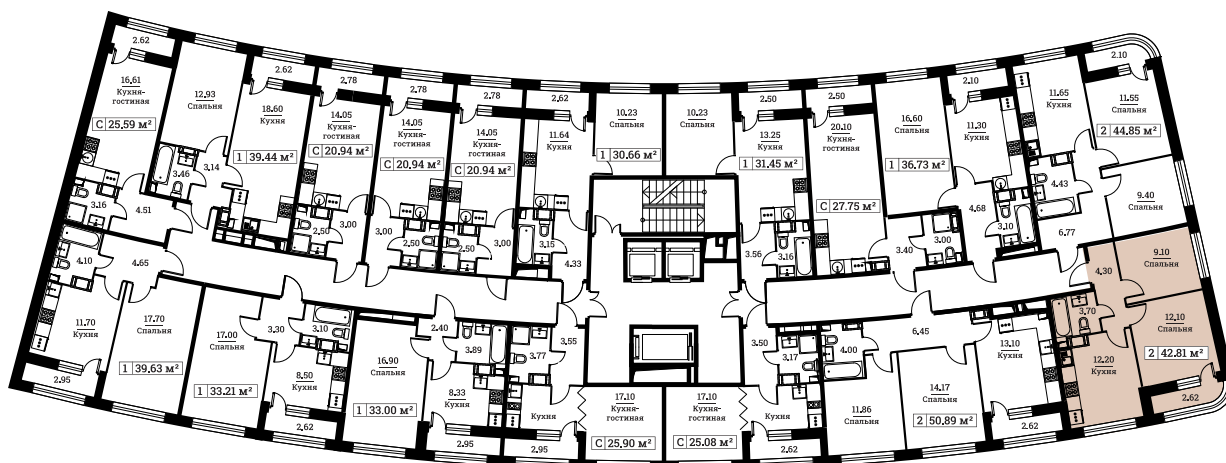 2.62
16.61
Кухня-
гостиная
С 25.59 м²
3.16
4.51
12.93
Спальня
3.46
3.14
2.62
18.60
Кухня
1 39.44 м²
2.78
14.05
Кухня-
гостиная
С 20.94 м²
2.50
3.00
2.78
14.05
Кухня-
гостиная
С 20.94 м²
3.00
2.50
2.78
14.05
Кухня-
гостиная
С 20.94 м²
2.50
3.00
2.62
11.64
Кухня
3.15
4.33
10.23
Спальня
1 30.66 м²
10.23
Спальня
2.50
13.25
Кухня
1 31.45 м²
3.56
3.16
2.50
20.10
Кухня-
гостиная
С 27.75 м²
3.40
3.00
16.60
Спальня
1 36.73 м²
2.10
11.30
Кухня
4.68
3.10
11.65
Кухня
2.10
11.55
Спальня
2 44.85 м²
4.43
9.40
Спальня
6.77
4.10
4.65
11.70
Кухня
17.70
Спальня
1 39.63 м²
2.95
17.00
Спальня
3.30
3.10
1 33.21 м²
8.50
Кухня
2.62
16.90
Спальня
1 33.00 м²
2.40
3.89
8.33
Кухня
2.95
3.77
3.55
Кухня
2.95
17.10
Кухня-
гостиная
С 25.90 м²
17.10
Кухня-
гостиная
С 25.08 м²
3.50
3.17
Кухня
2.62
4.00
11.86
Спальня
6.45
14.17
Спальня
2 50.89 м²
13.10
Кухня
2.62
4.30
9.10
Спальня
3.70
12.20
Кухня
12.10
Спальня
2 42.81 м²
2.62